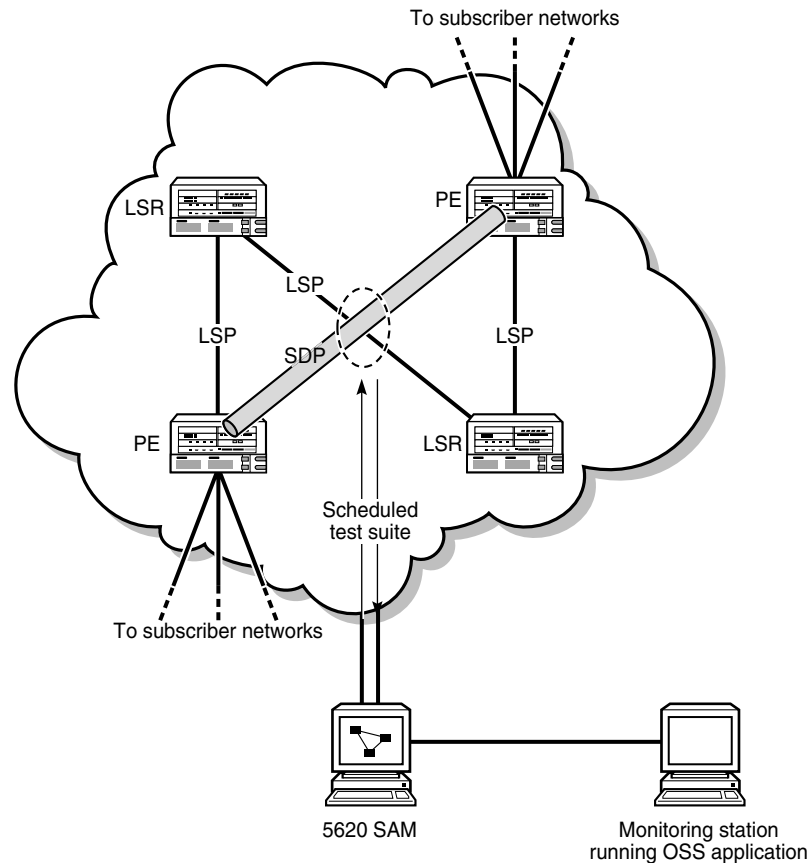 To subscriber networks
LSR
PE
LSP
LSP
LSP
SDP
PE
LSR
Scheduled
test suite
To subscriber networks
5620 SAM
Monitoring station
running OSS application